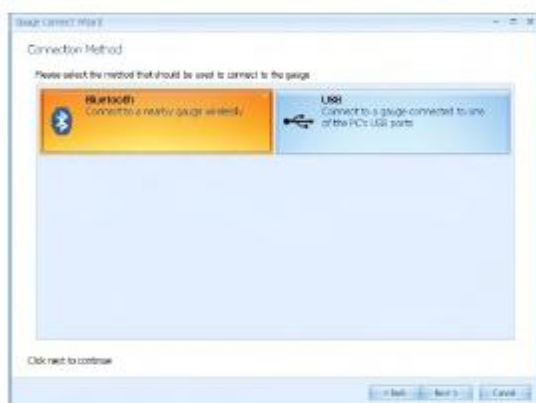 Gauge Connect Wizard
Connection Method
Please select the method that should be used to connect to the gauge
Bluetooth
Connect to a nearby gauge wirelessly
USB
Connect to a gauge connected to one
of the PC's USB ports
Click next to continue
< Back Next > Cancel